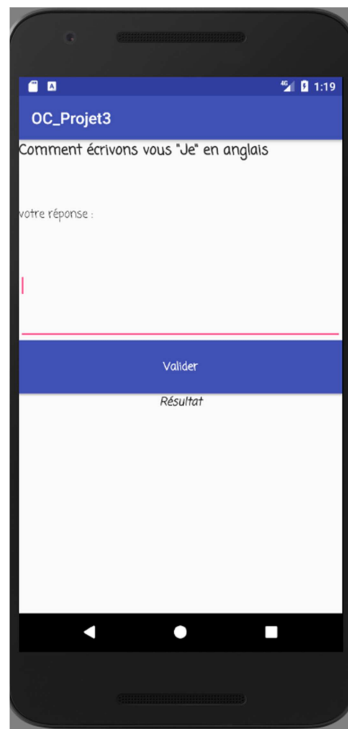 1:19
OC_Projet3
Comment écrivons vous "Je" en anglais
votre réponse :
Valider
Résultat